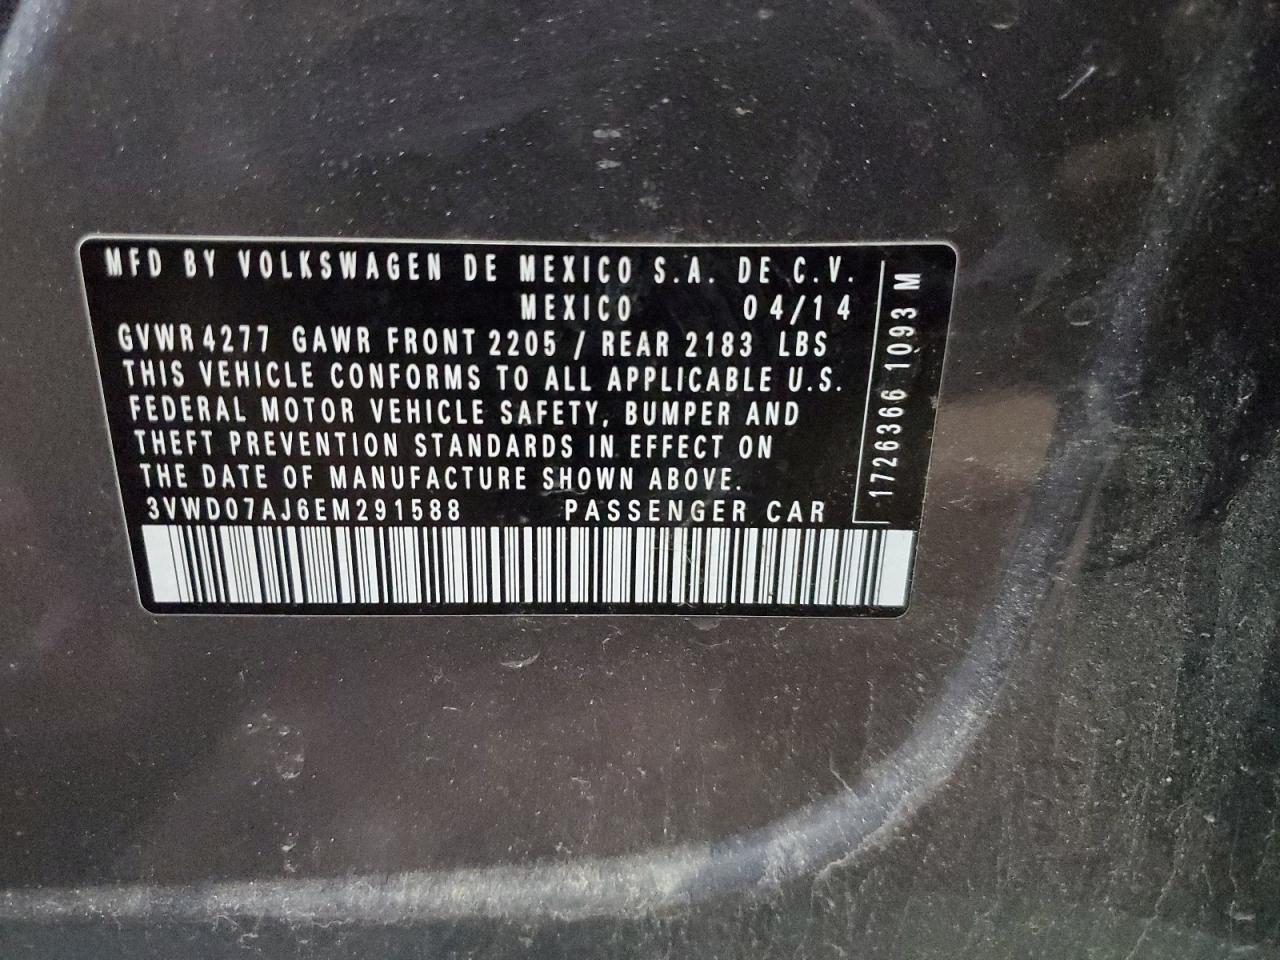 MFD BY VOLKSWAGEN DE MEXICO S.A. DE C.V.
MEXICO 04/14
GVWR 4277 GAWR FRONT 2205 / REAR 2183 LBS
THIS VEHICLE CONFORMS TO ALL APPLICABLE U.S.
FEDERAL MOTOR VEHICLE SAFETY, BUMPER AND
THEFT PREVENTION STANDARDS IN EFFECT ON
THE DATE OF MANUFACTURE SHOWN ABOVE.
3VWD07AJ6EM291588 PASSENGER CAR
1726366 1093 M